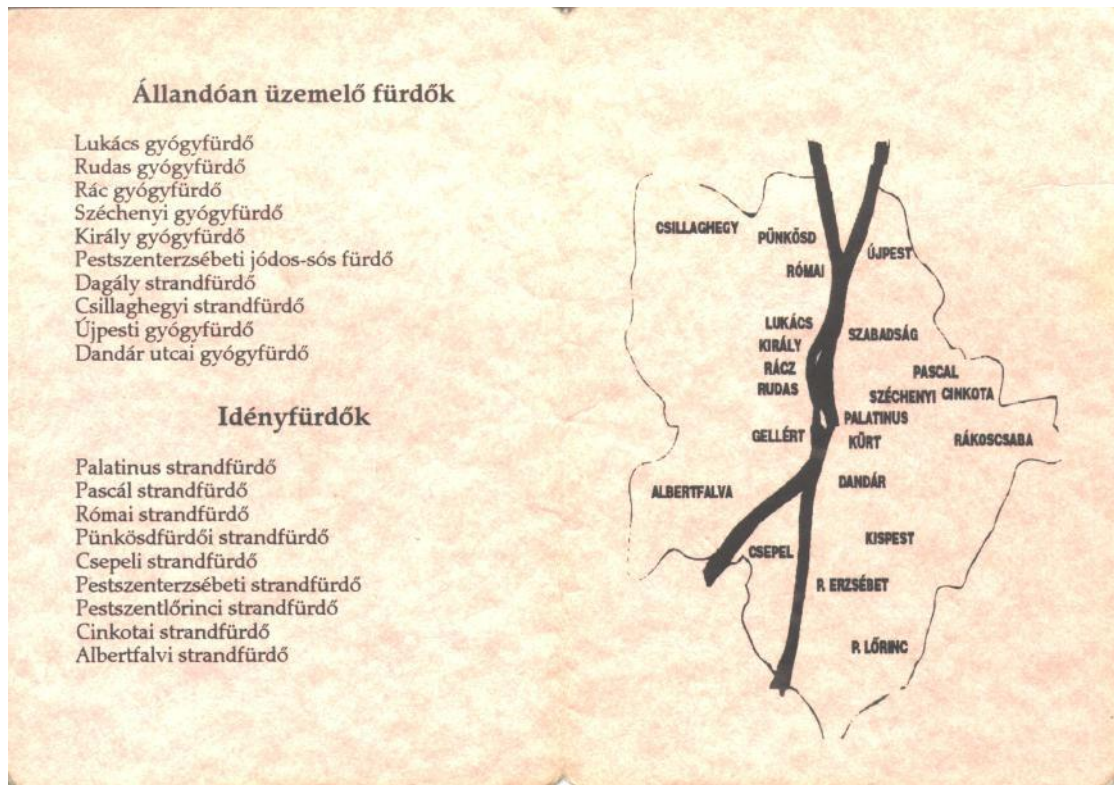 Állandóan üzemelő fürdők
Lukács gyógyfürdő
Rudas gyógyfürdő
Rác gyógyfürdő
Széchenyi gyógyfürdő
Király gyógyfürdő
Pestszenterzsébeti jódos-sós fürdő
Dagály strandfürdő
Csillaghegyi strandfürdő
Újpesti gyógyfürdő
Dandár utcai gyógyfürdő
Idényfürdők
Palatinus strandfürdő
Pascál strandfürdő
Római strandfürdő
Pünkösdfürdői strandfürdő
Csepeli strandfürdő
Pestszenterzsébeti strandfürdő
Pestszentlőrinci strandfürdő
Cinkotai strandfürdő
Albertfalvi strandfürdő
CSILLAGHEGY
PÜNKÖSD
ÚJPEST
RÓMAI
LUKÁCS
SZABADSÁG
KIRÁLY
RÁCZ
PASCAL
RUDAS
SZÉCHENYI
CINKOTA
PALATINUS
GELLÉRT
KÜRT
RÁKOSCSABA
DANDÁR
ALBERTFALVA
KISPEST
CSEPEL
P. ERZSÉBET
P. LŐRINC